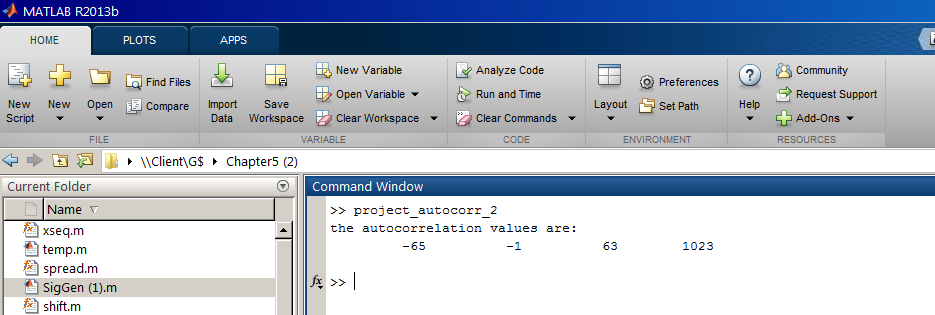 MATLAB R2013b
HOME PLOTS APPS
New Script
New
Open
Find Files
Compare
FILE
Import Data
Save Workspace
New Variable
Open Variable
Clear Workspace
VARIABLE
Analyze Code
Run and Time
Clear Commands
CODE
Layout
Preferences
Set Path
ENVIRONMENT
Help
Community
Request Support
Add-Ons
RESOURCES
\\Client\G$ Chapter5 (2)
Current Folder
Name
xseq.m
temp.m
spread.m
SigGen (1).m
shift.m
Command Window
>> project_autocorr_2
the autocorrelation values are:
-65 -1 63 1023
fx >>